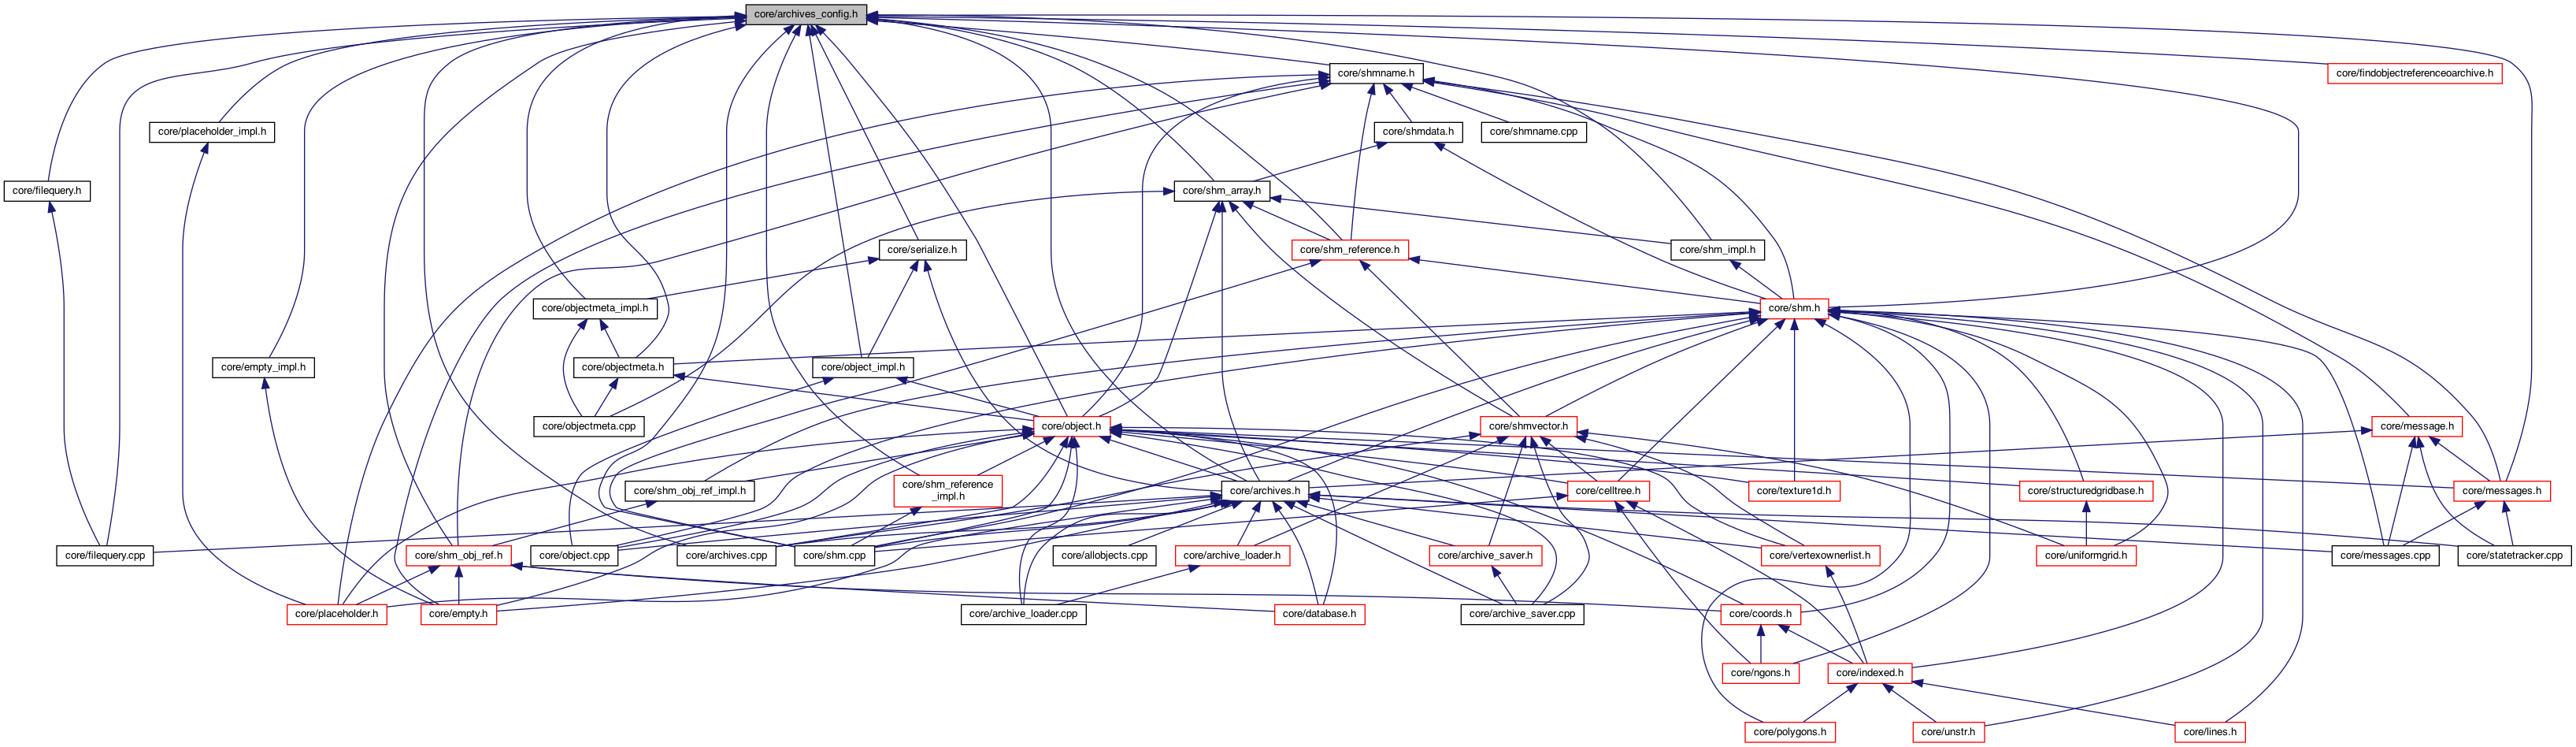 core/archives_config.h
core/shmname.h
core/findobjectreferenceoarchive.h
core/placeholder_impl.h
core/shmdata.h
core/shmname.cpp
core/filequery.h
core/shm_array.h
core/serialize.h
core/shm_reference.h
core/shm_impl.h
core/objectmeta_impl.h
core/shm.h
core/empty_impl.h
core/objectmeta.h
core/object_impl.h
core/objectmeta.cpp
core/object.h
core/shmvector.h
core/message.h
core/shm_obj_ref_impl.h
core/shm_reference
_impl.h
core/archives.h
core/celltree.h
core/texture1d.h
core/structuredgridbase.h
core/messages.h
core/filequery.cpp
core/shm_obj_ref.h
core/object.cpp
core/archives.cpp
core/shm.cpp
core/allobjects.cpp
core/archive_loader.h
core/archive_saver.h
core/vertexownerlist.h
core/uniformgrid.h
core/messages.cpp
core/statetracker.cpp
core/placeholder.h
core/empty.h
core/archive_loader.cpp
core/database.h
core/archive_saver.cpp
core/coords.h
core/ngons.h
core/indexed.h
core/polygons.h
core/unstr.h
core/lines.h